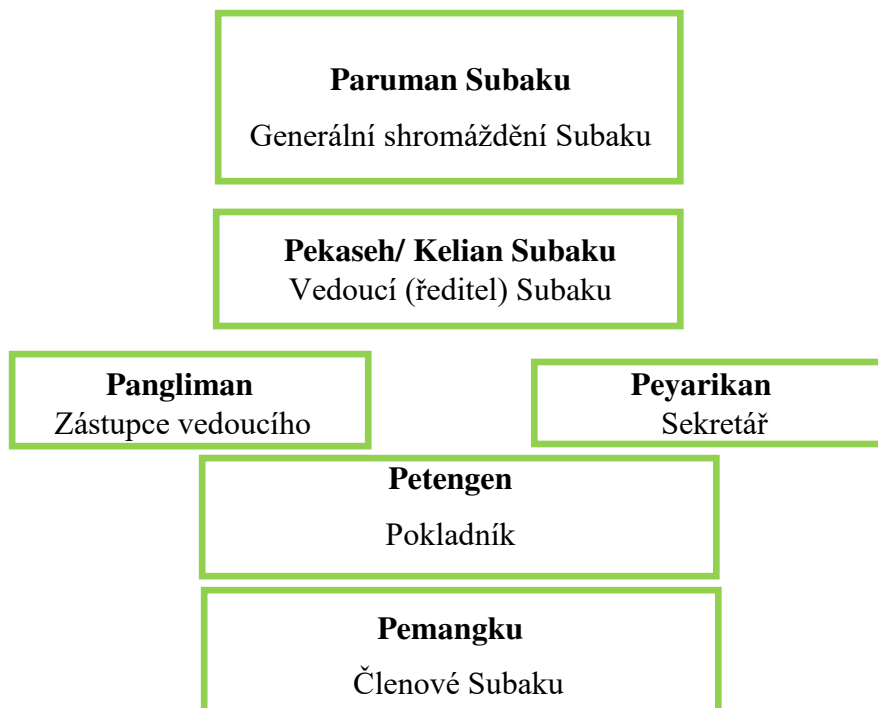 Paruman Subaku
Generální shromáždění Subaku
Pekaseh/ Kelian Subaku
Vedoucí (ředitel) Subaku
Pangliman
Zástupce vedoucího
Peyarikan
Sekretář
Petengen
Pokladník
Pemangku
Členové Subaku